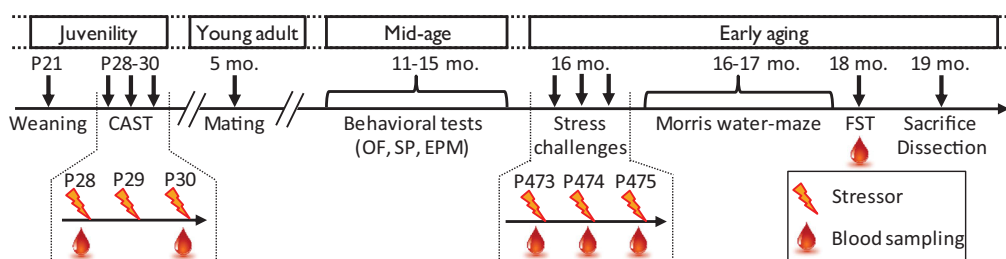 Juvenility Young adult Mid-age Early aging
P21 P28-30 5 mo. 11-15 mo. 16 mo. 16-17 mo. 18 mo. 19 mo.
Weaning CAST Mating Behavioral tests Stress Morris water-maze FST Sacrifice
(OF, SP, EPM) challenges Dissection
P28 P29 P30 P473 P474 P475
Stressor
Blood sampling